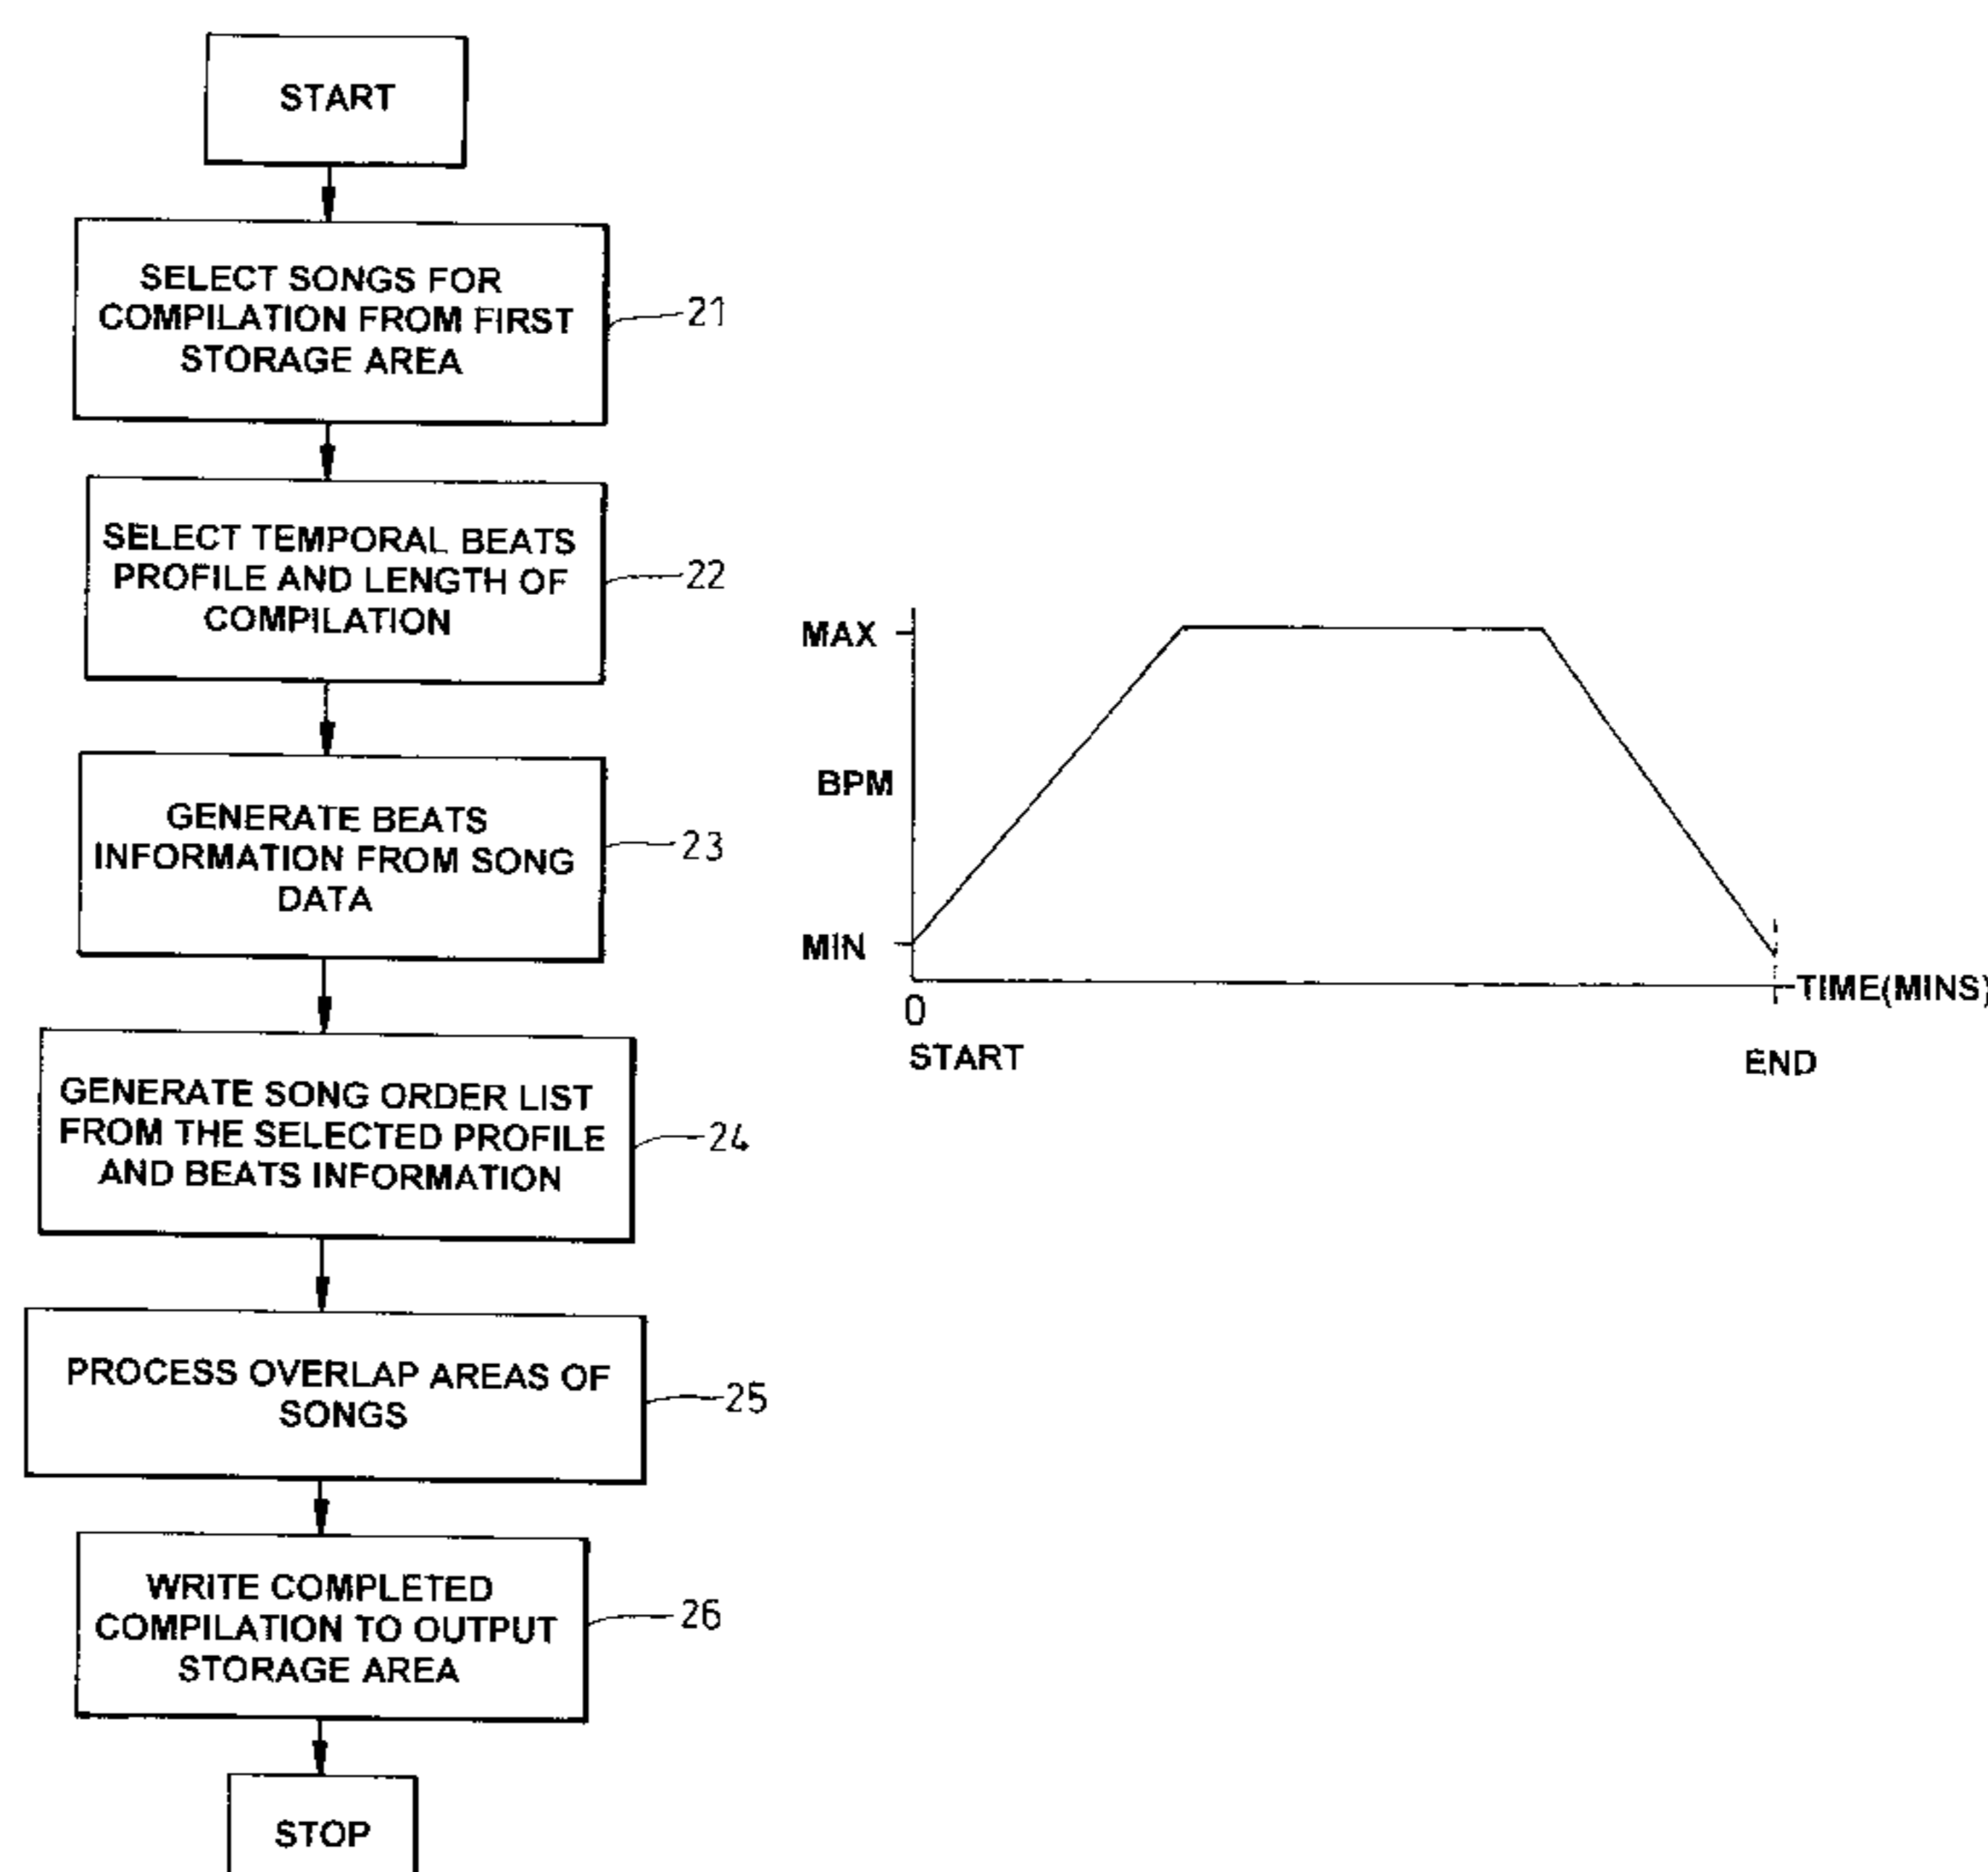 START
SELECT SONGS FOR
COMPILATION FROM FIRST
STORAGE AREA
21
SELECT TEMPORAL BEATS
PROFILE AND LENGTH OF
COMPILATION
22
GENERATE BEATS
INFORMATION FROM SONG
DATA
23
GENERATE SONG ORDER LIST
FROM THE SELECTED PROFILE
AND BEATS INFORMATION
24
PROCESS OVERLAP AREAS OF
SONGS
25
WRITE COMPLETED
COMPILATION TO OUTPUT
STORAGE AREA
26
STOP
MAX
BPM
MIN
0
TIME(MINS)
START
END